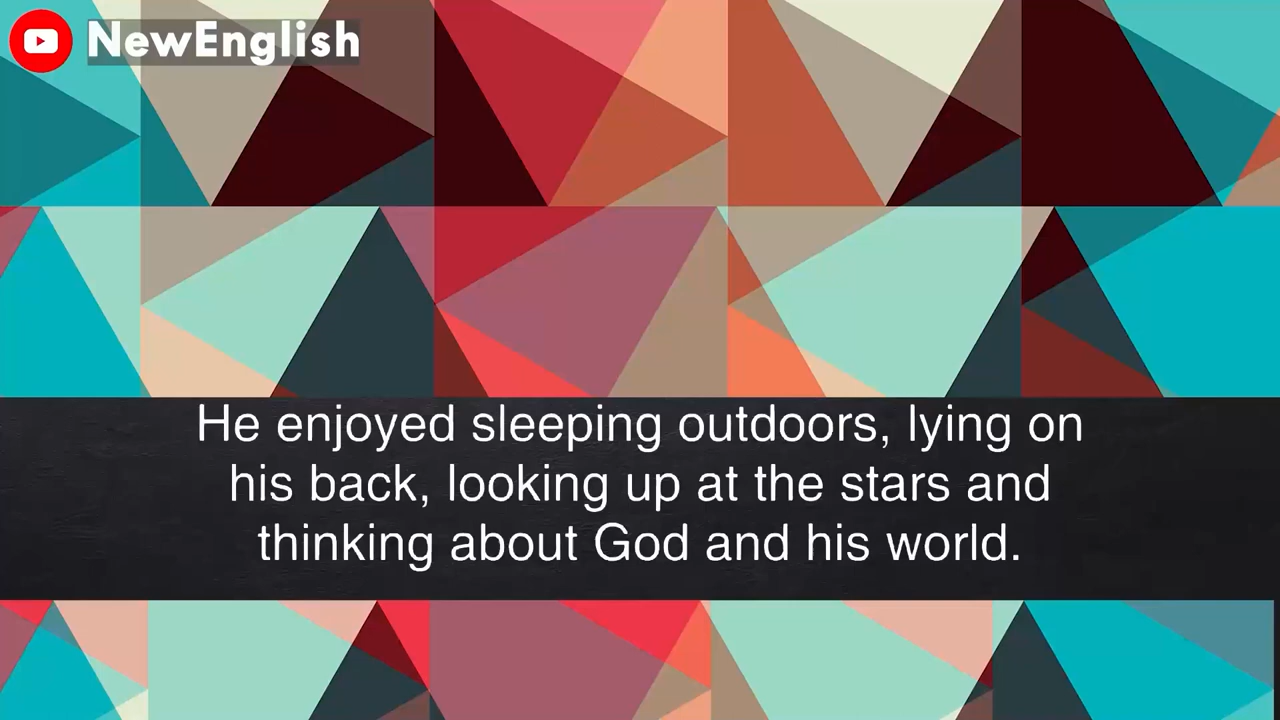 NewEnglish
He enjoyed sleeping outdoors, lying on
his back, looking up at the stars and
thinking about God and his world.